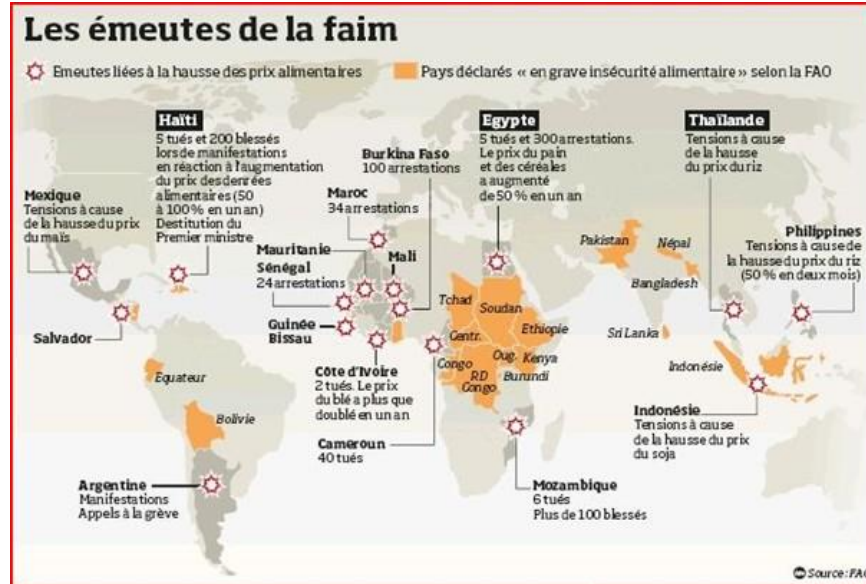 Les émeutes de la faim
Emeutes liées à la hausse des prix alimentaires
Pays déclarés « en grave insécurité alimentaire » selon la FAO
Haïti
5 tués et 200 blessés
lors de manifestations
en réaction à l'augmentation
du prix des denrées
alimentaires (50
à 100% en un an)
Destitution du
Premier ministre
Mexique
Tensions à cause
de la hausse du prix
du maïs
Salvador
Equateur
Bolivie
Argentine
Manifestations
Appels à la grève
Burkina Faso
100 arrestations
Maroc
34 arrestations
Mauritanie
Mali
Sénégal
24 arrestations
Guinée
Bissau
Côte d'Ivoire
2 tués. Le prix
du blé a plus que
doublé en un an
Cameroun
40 tués
Egypte
5 tués et 300 arrestations.
Le prix du pain
et des céréales
a augmenté
de 50 % en un an
Tchad
Soudan
Centr.
Ethiopie
Oug.
Kenya
Congo
RD
Congo
Burundi
Mozambique
6 tués
Plus de 100 blessés
Thaïlande
Tensions à cause
de la hausse
du prix du riz
Pakistan
Népal
Bangladesh
Sri Lanka
Philippines
Tensions à cause de
la hausse du prix du riz
(50 % en deux mois)
Indonésie
Indonésie
Tensions à cause
de la hausse du prix
du soja
Source: FAO